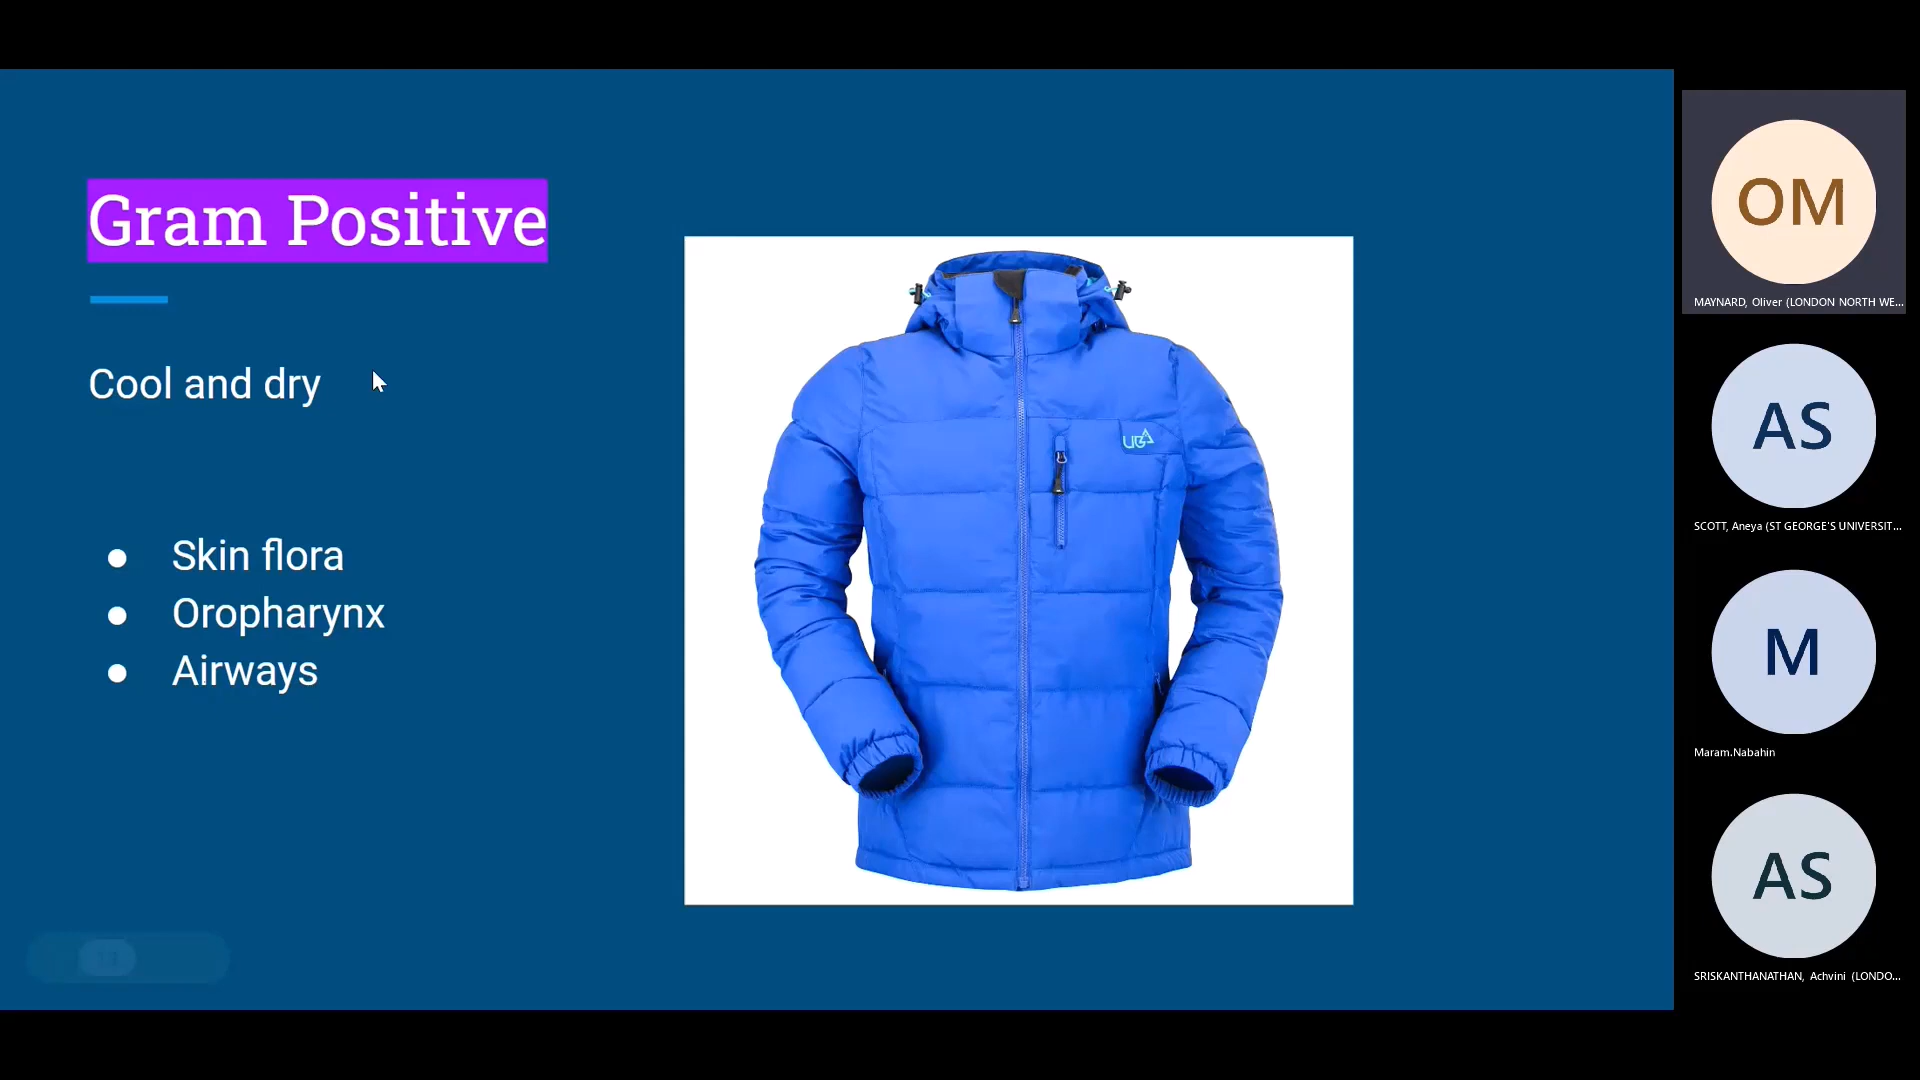 Gram Positive
Cool and dry
Skin flora
Oropharynx
Airways
OM
MAYNARD, Oliver (LONDON NORTH WE...
AS
SCOTT, Aneya (ST GEORGE'S UNIVERSIT...
M
Maram.Nabahin
AS
SRISKANTHANATHAN, Achvini (LONDO...